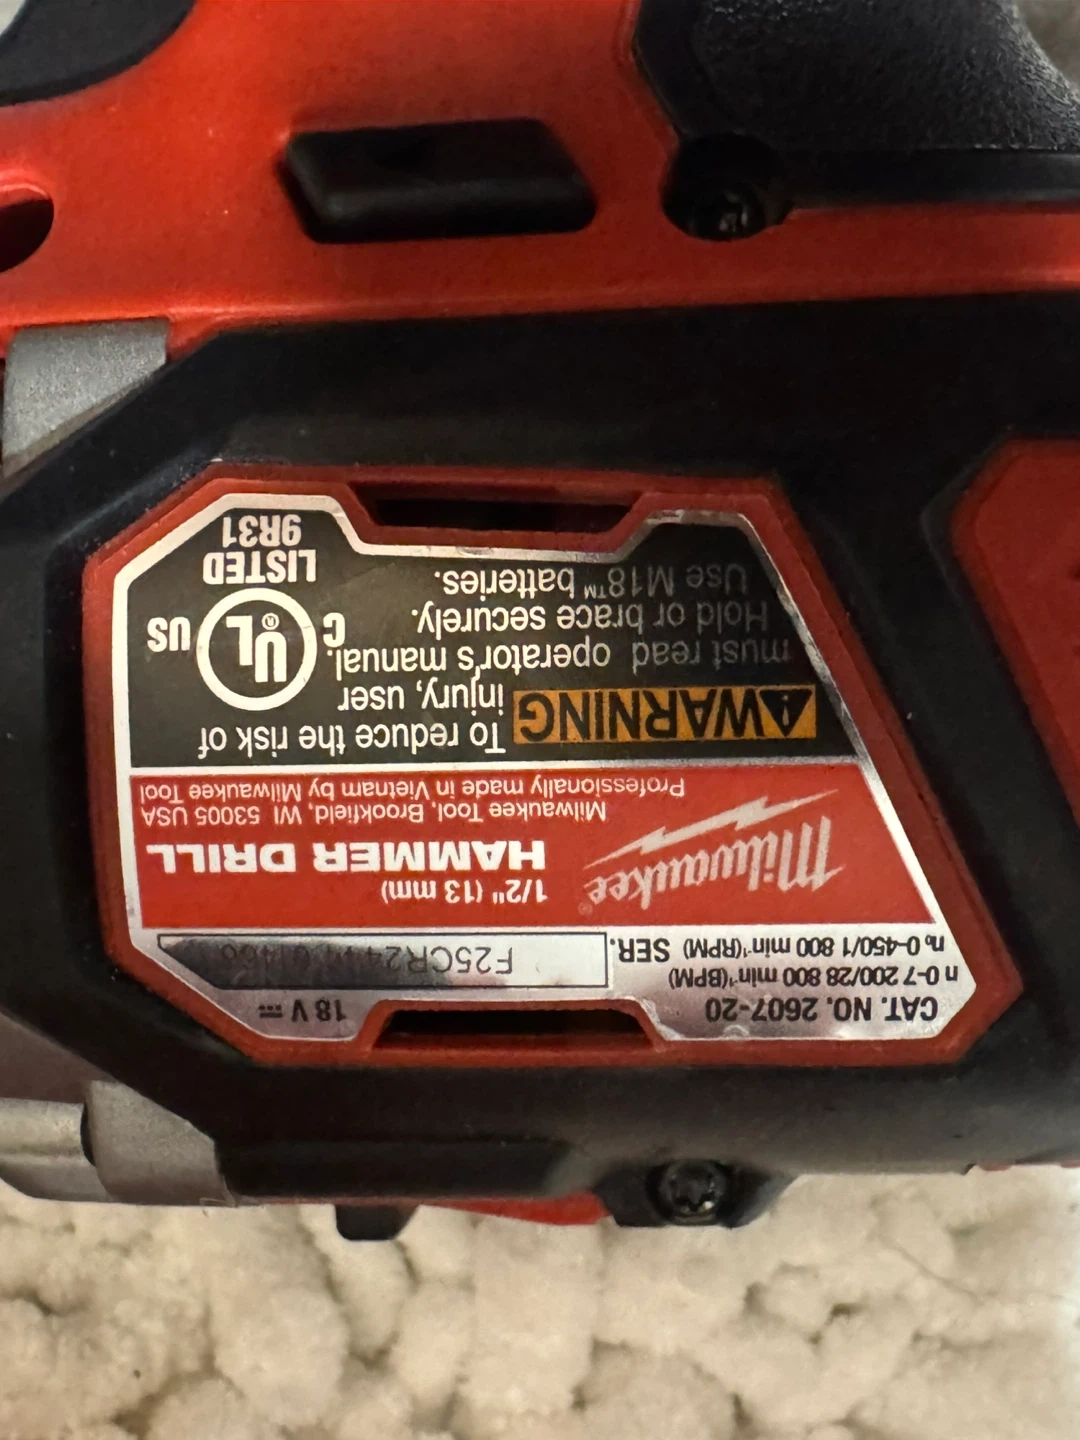 CAT. NO. 2607-20
18 V
n 0-7 200/28 800 min⁻¹(BPM)
n₀ 0-450/1 800 min⁻¹(RPM) SER.
Milwaukee®
1/2" (13 mm)
HAMMER DRILL
Milwaukee Tool, Brookfield, WI, 53005 USA
Professionally made in Vietnam by Milwaukee Tool
⚠WARNING To reduce the risk of
injury, user
must read operator's manual.
Hold or brace securely.
Use M18™ batteries.
C UL® US
LISTED
9R31